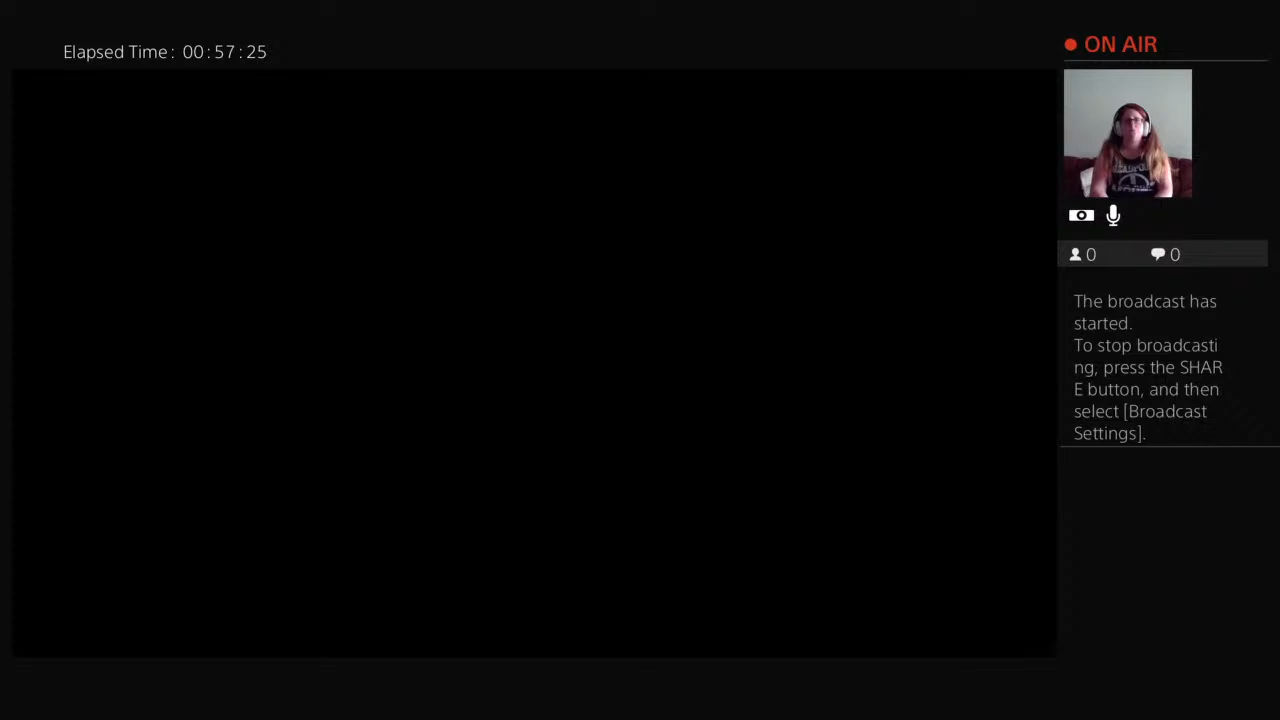 Elapsed Time: 00:57:25
ON AIR
0 0
The broadcast has
started.
To stop broadcasti
ng, press the SHAR
E button, and then
select [Broadcast
Settings].